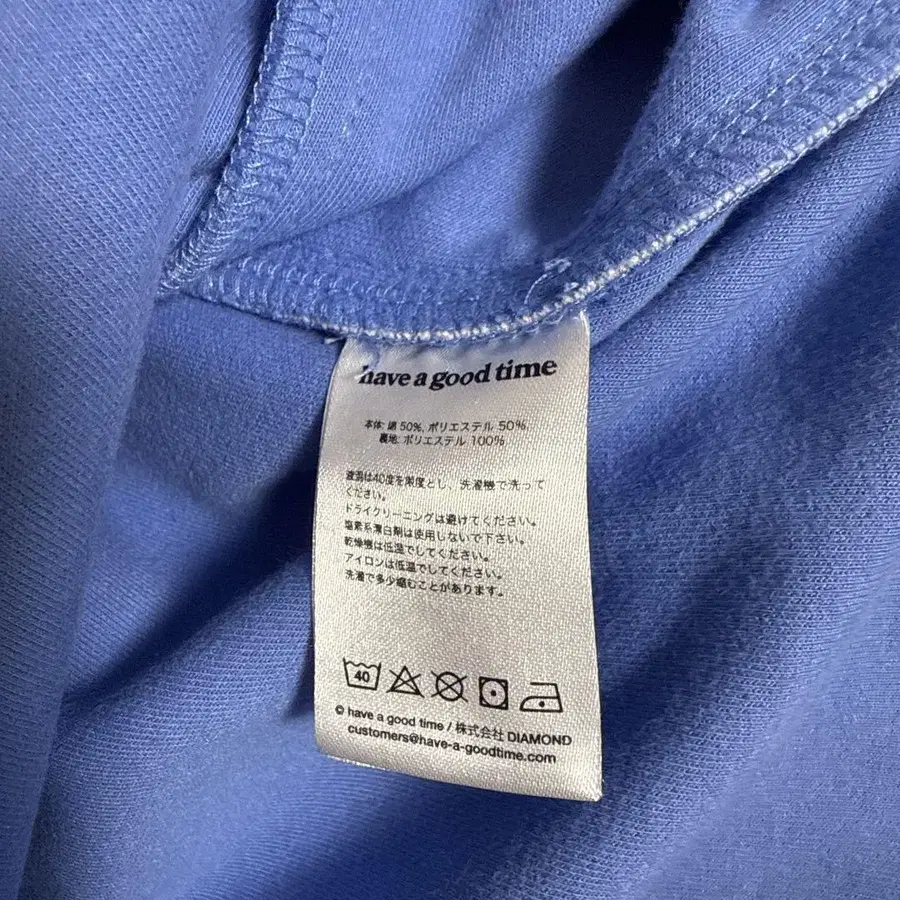 have a good time
本体: 綿 50%, ポリエステル 50%
裏地: ポリエステル 100%
液温は40度を限度とし、洗濯機で洗って
ください。
ドライクリーニングは避けてください。
塩素系漂白剤は使用しないで下さい。
乾燥機は低温でしてください。
アイロンは低温でしてください。
洗濯で多少縮むことがあります。
40
© have a good time / 株式会社 DIAMOND
customers@have-a-goodtime.com